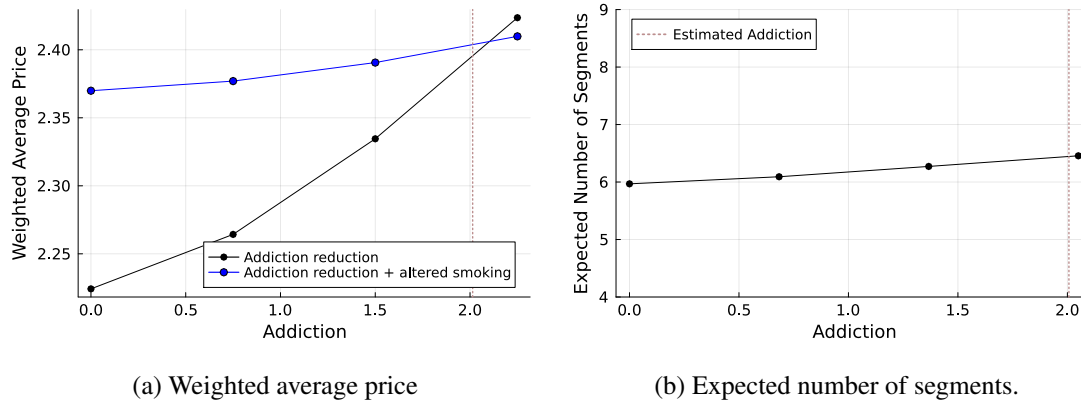 Weighted Average Price
2.40
2.35
2.30
2.25
0.0 0.5 1.0 1.5 2.0
Addiction
Addiction reduction
Addiction reduction + altered smoking
(a) Weighted average price
Expected Number of Segments
9
8
7
6
5
4
0.0 0.5 1.0 1.5 2.0
Addiction
Estimated Addiction
(b) Expected number of segments.